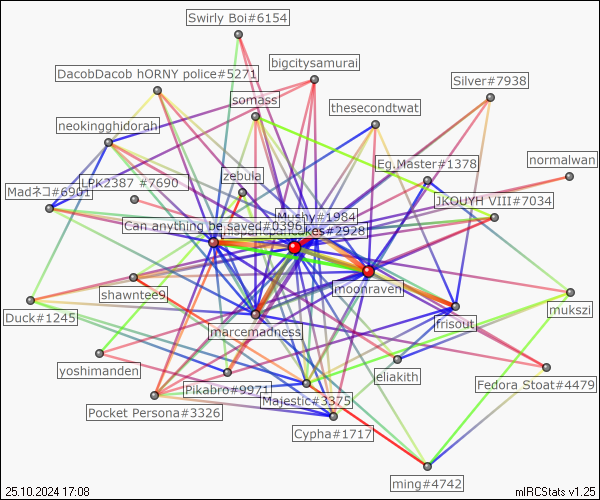 Swirly Boi#6154
bigcitysamurai
DacobDacob hORNY police#5271
Silver#7938
somass
thesecondtwat
neokingghidorah
Eg.Master#1378
normalwan
zebula
LPK2387 #7690
Madネコ#6901
JKOUYH VIII#7034
Mushy#1984
Can anything be saved#0396
#2928
moonraven
shawntee9
mukszi
Duck#1245
marcemadness
frisout
yoshimanden
eliakith
Fedora Stoat#4479
Pikabro#9971
Majestic#3375
Pocket Persona#3326
Cypha#1717
ming#4742
25.10.2024 17:08
mIRCStats v1.25